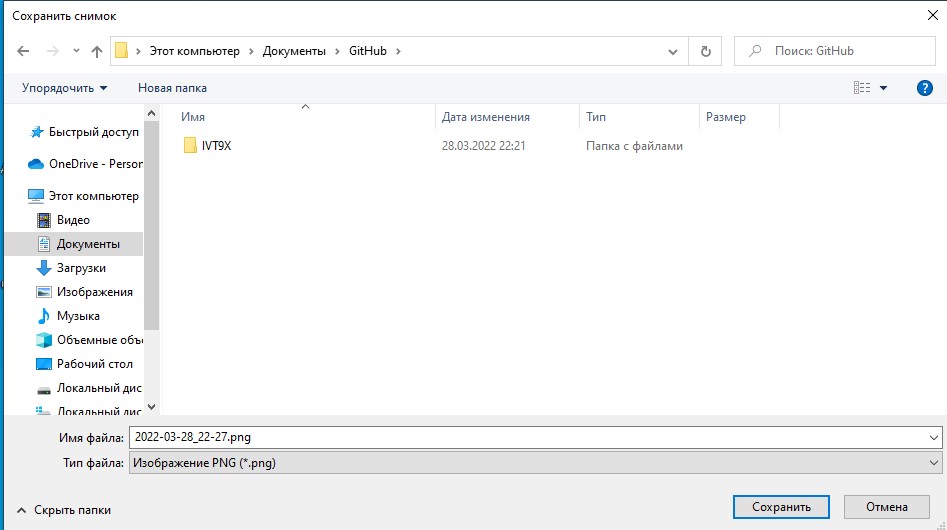 Сохранить снимок
Этот компьютер > Документы > GitHub >
Поиск: GitHub
Упорядочить
Новая папка
?
Имя
Дата изменения
Тип
Размер
IVT9X
28.03.2022 22:21
Папка с файлами
Быстрый доступ
OneDrive - Person
Этот компьютер
Видео
Документы
Загрузки
Изображения
Музыка
Объемные объ
Рабочий стол
Локальный дис
Локальный дис
Имя файла:
2022-03-28_22-27.png
Тип файла:
Изображение PNG (*.png)
Скрыть папки
Сохранить
Отмена